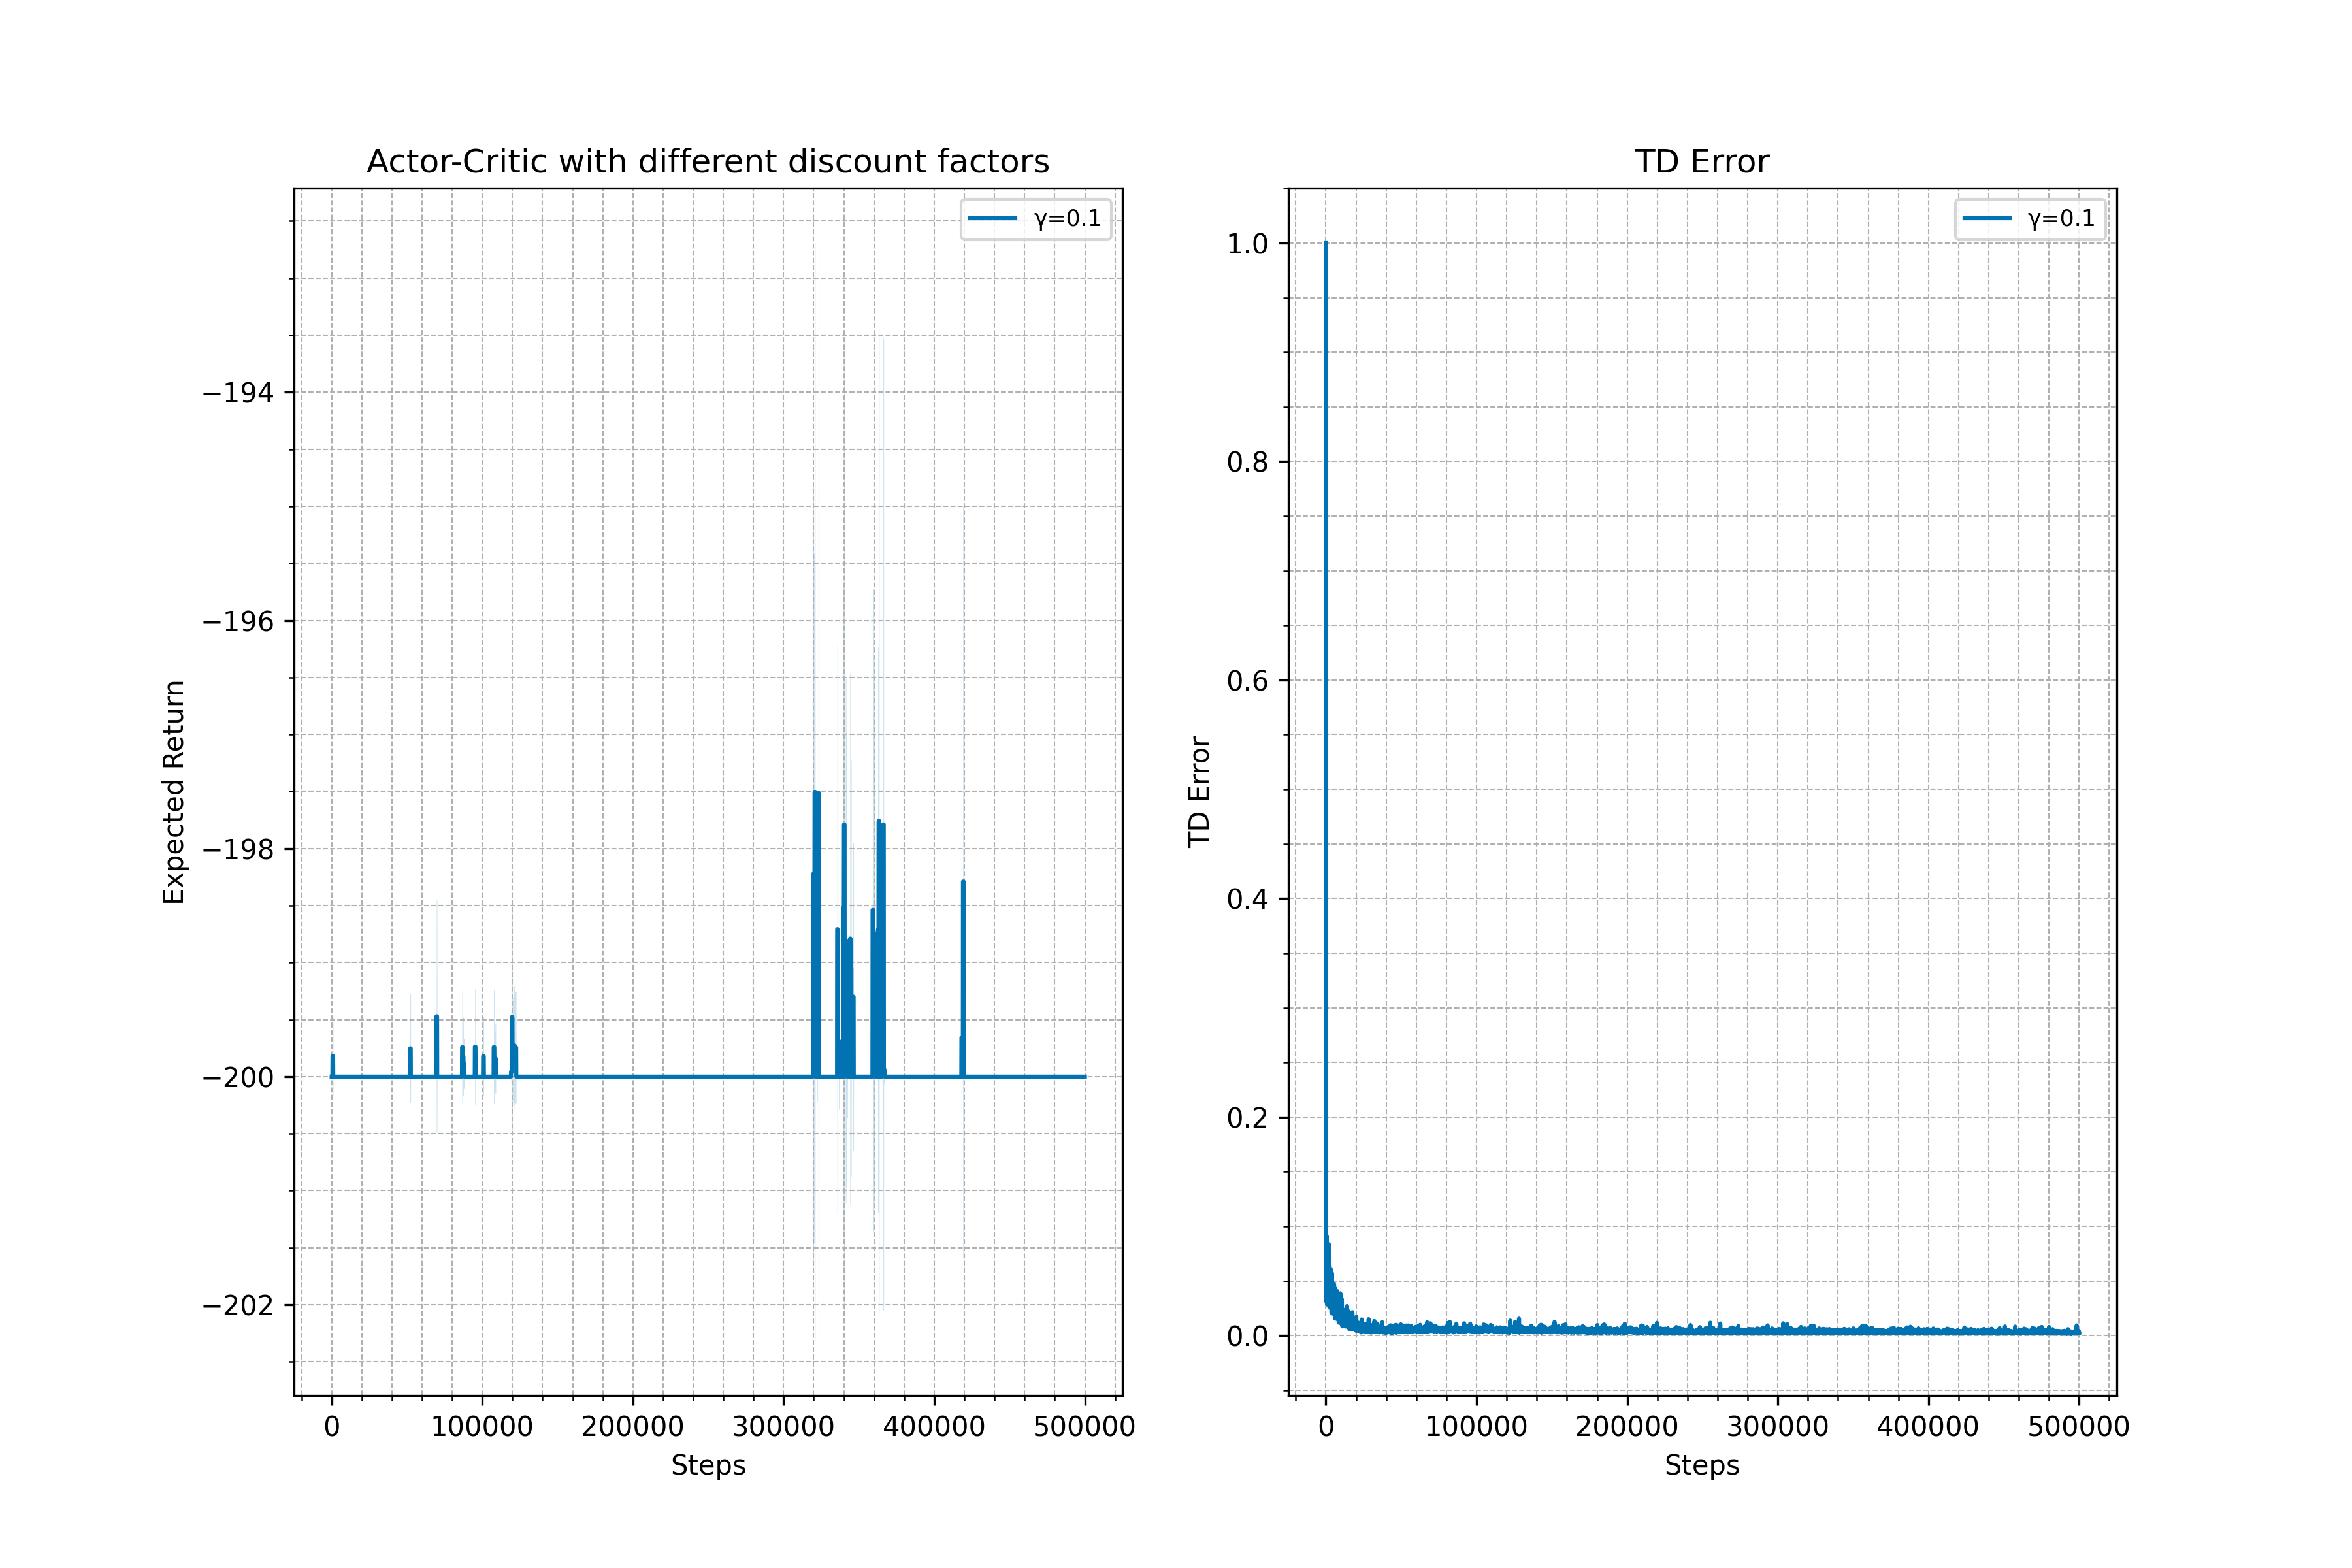 Actor-Critic with different discount factors
γ=0.1
Expected Return
−194
−196
−198
−200
−202
0 100000 200000 300000 400000 500000
Steps
TD Error
γ=0.1
TD Error
1.0
0.8
0.6
0.4
0.2
0.0
0 100000 200000 300000 400000 500000
Steps